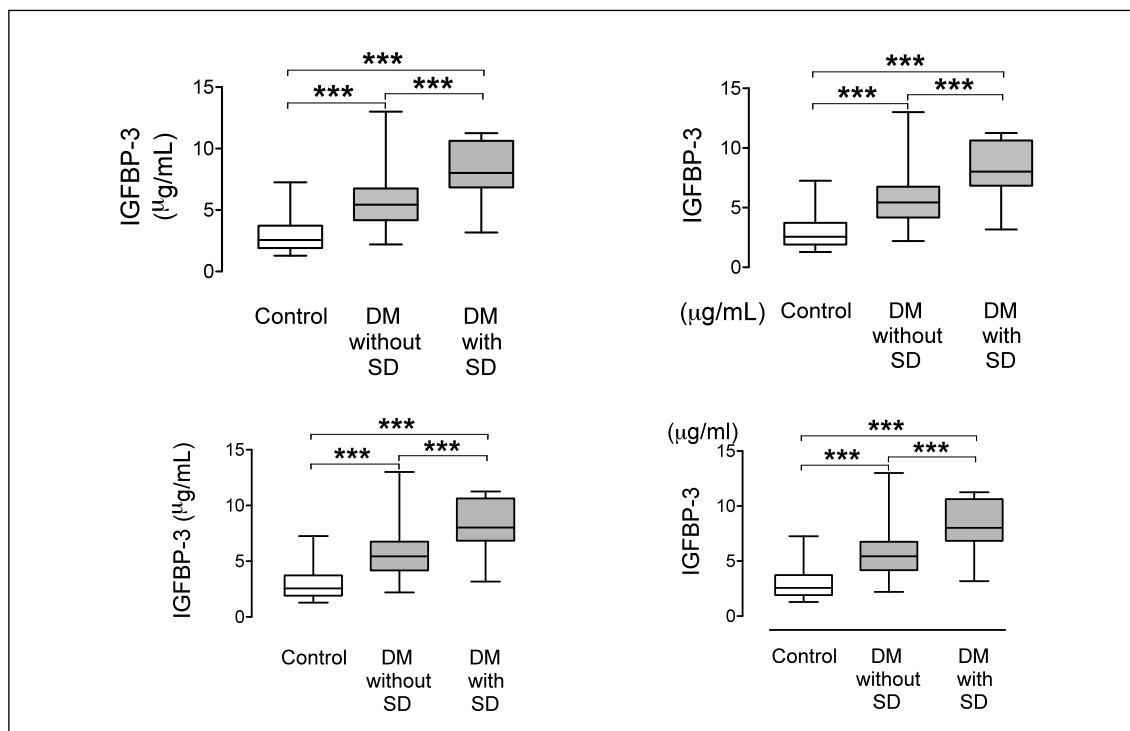 ***
***
***
15
10
5
0
IGFBP-3
(μg/mL)
Control
DM
without
SD
DM
with
SD
***
***
***
15
10
5
0
IGFBP-3
(μg/mL)
Control
DM
without
SD
DM
with
SD
***
***
***
15
10
5
0
IGFBP-3 (μg/mL)
Control
DM
without
SD
DM
with
SD
(μg/ml)
***
***
***
15
10
5
0
IGFBP-3
Control
DM
without
SD
DM
with
SD